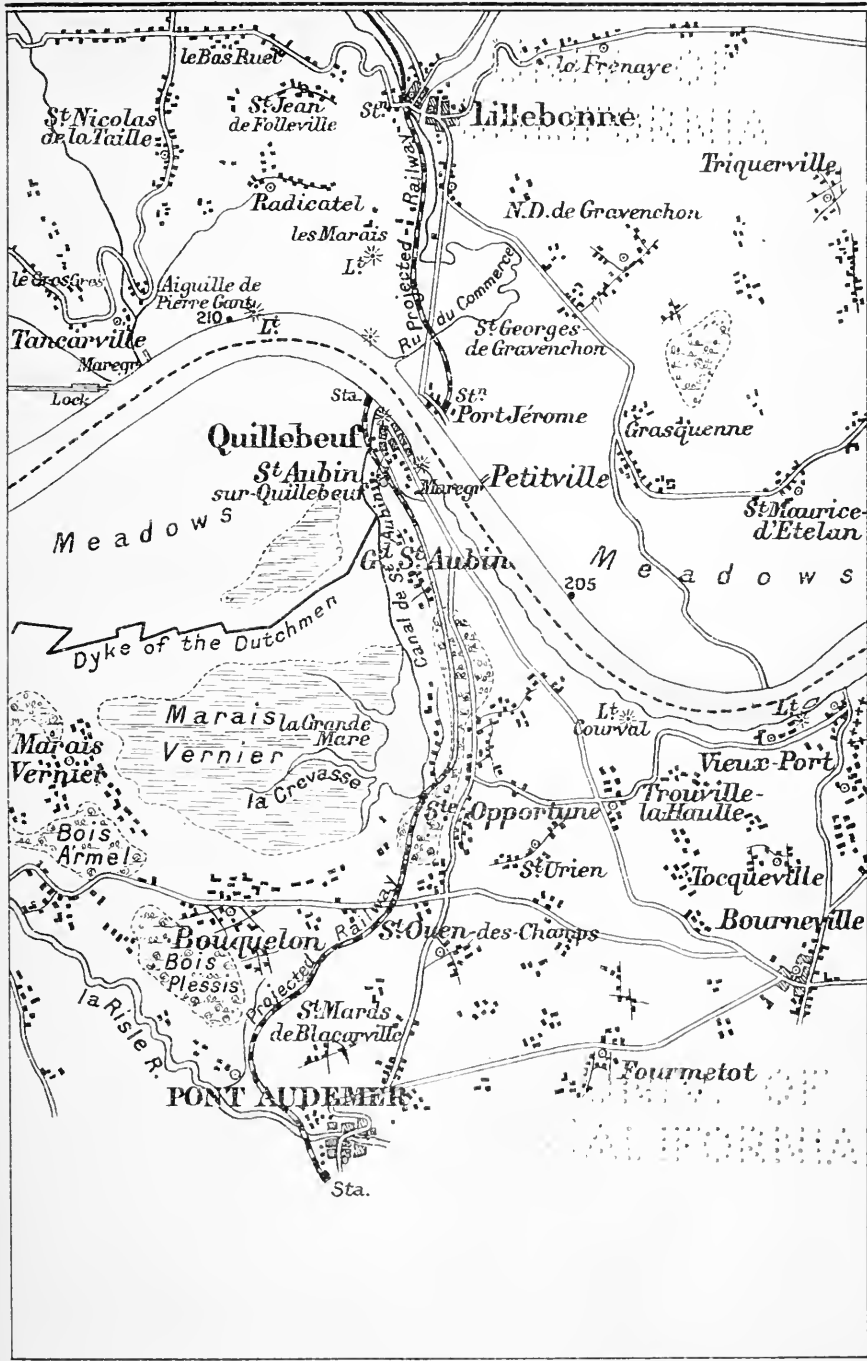 le Bas Ruel
la Frenaye
St. Jean
de Folleville
Stn.
Lillebonne
St. Nicolas
de la Taille
Triquerville
Radicatel
N.D. de Gravenchon
les Marais
Lt.
Projected Railway
Ru du Commerce
Aiguille de
Pierre Gant
210
Lt.
St. Georges
de Gravenchon
Tancarville
Maregr.
Lock
Sta.
Stn.
Port Jérome
Quillebeuf
Grasquenne
St. Aubin
sur-Quillebeuf
Maregr.
Petitville
St. Maurice-
d'Etelan
Meadows
Gd. St. Aubin
Meadows
Canal de St. Aubin
205
Dyke of the Dutchmen
Marais
Vernier
la Grande
Mare
la Crevasse
Marais
Vernier
Lt.
Courval
Lt.
Vieux-Port
Ste. Opportune
Trouville-
la-Haulle
Bois
Armel
St. Urien
Tocqueville
Bouquelon
Projected Railway
St. Ouen-des-Champs
Bourneville
Bois
Plessis
la Risle R.
St. Mards
de Blacarville
Fourmetot
PONT AUDEMER
OF
CALIFORNIA
Sta.